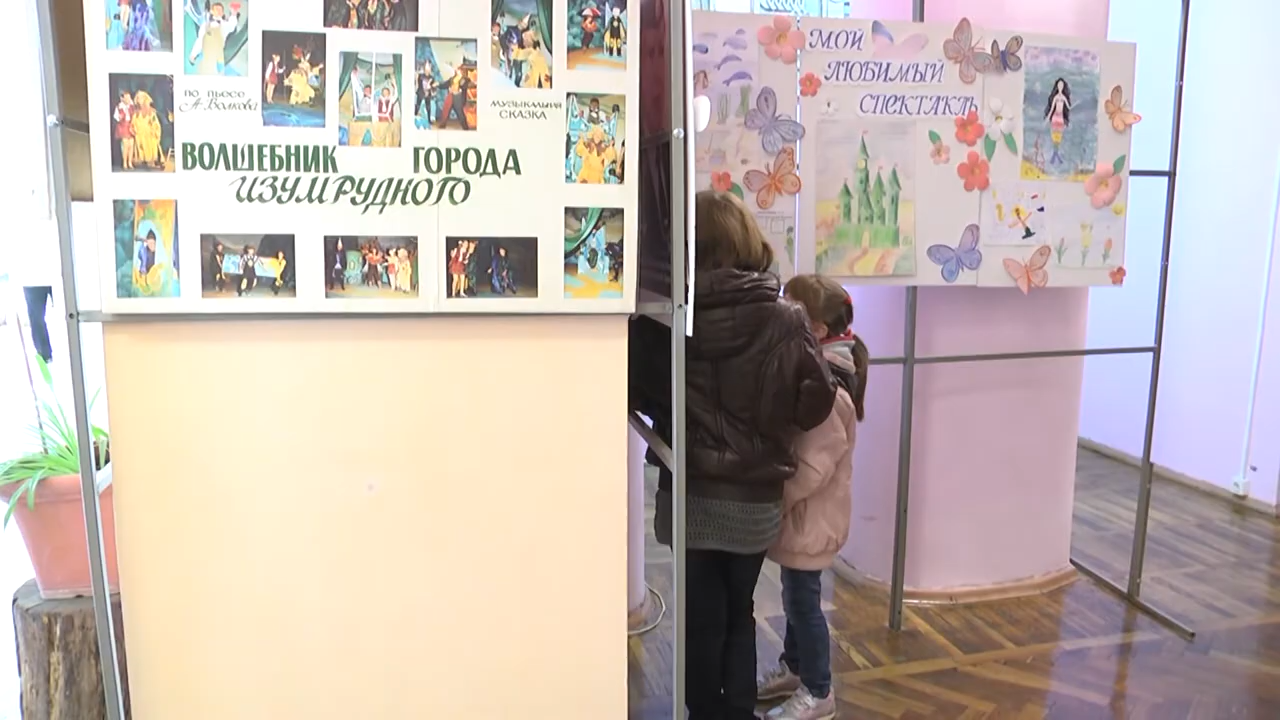 ПО ПЬЕСЕ
А. Волкова
МУЗЫКАЛЬНАЯ
СКАЗКА
ВОЛШЕБНИК ГОРОДА
ИЗУМРУДНОГО
МОЙ
ЛЮБИМЫЙ
СПЕКТАКЛЬ